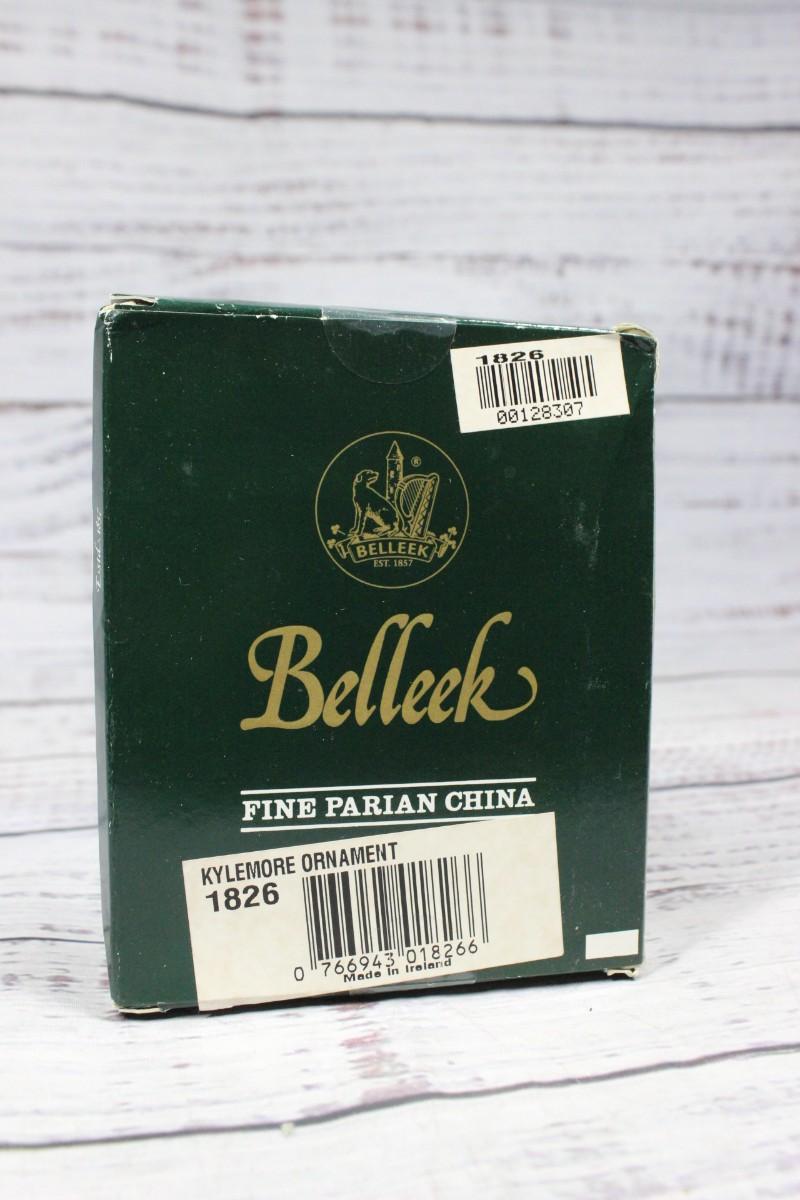 1826
00128307
®
BELLEEK
EST. 1857
Belleek
FINE PARIAN CHINA
KYLEMORE ORNAMENT
1826
0 766943 018266
Made in Ireland